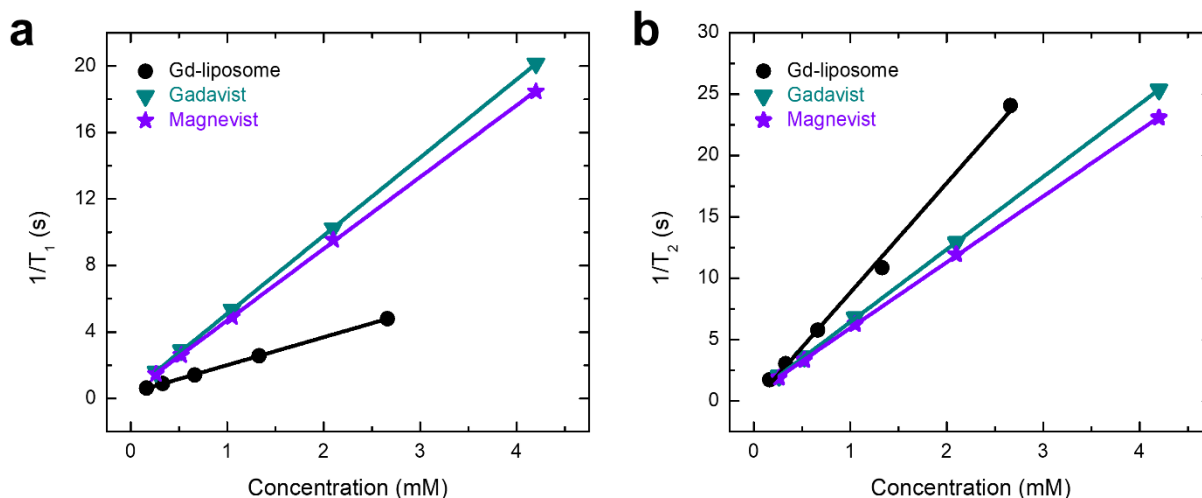 a
Gd-liposome
Gadavist
Magnevist
20
16
12
8
4
0
1/T1 (s)
0 1 2 3 4
Concentration (mM)
b
Gd-liposome
Gadavist
Magnevist
30
25
20
15
10
5
0
1/T2 (s)
0 1 2 3 4
Concentration (mM)